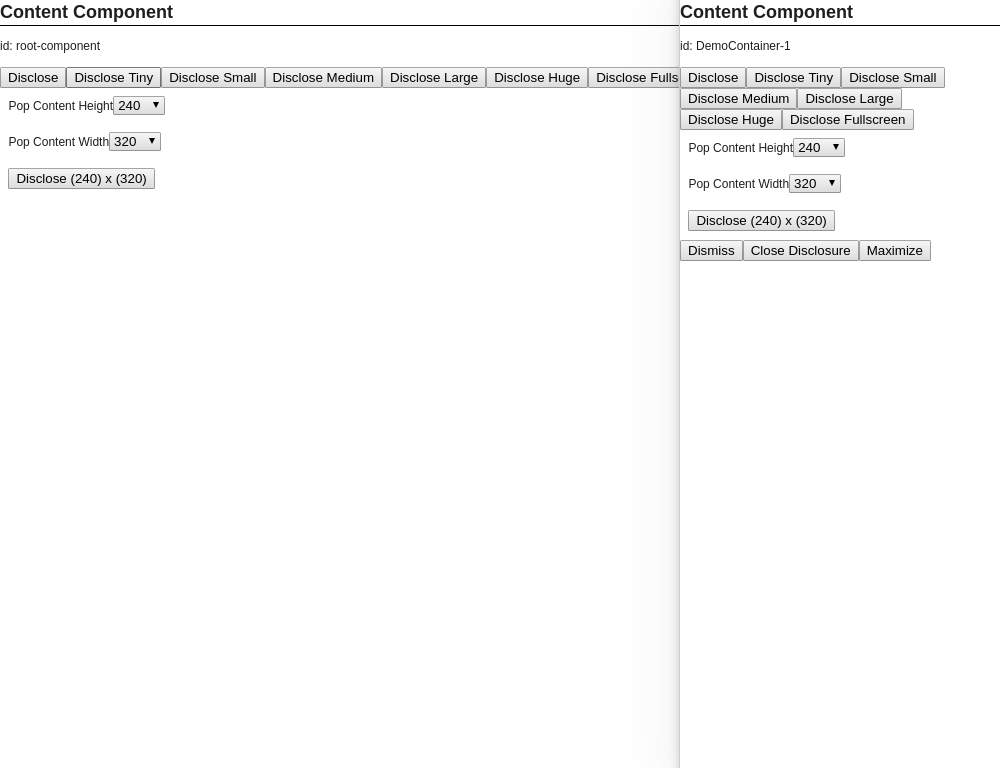 Content Component
id: root-component
Disclose Disclose Tiny Disclose Small Disclose Medium Disclose Large Disclose Huge Disclose Fulls
Pop Content Height 240
Pop Content Width 320
Disclose (240) x (320)
Content Component
id: DemoContainer-1
Disclose Disclose Tiny Disclose Small
Disclose Medium Disclose Large
Disclose Huge Disclose Fullscreen
Pop Content Height 240
Pop Content Width 320
Disclose (240) x (320)
Dismiss Close Disclosure Maximize